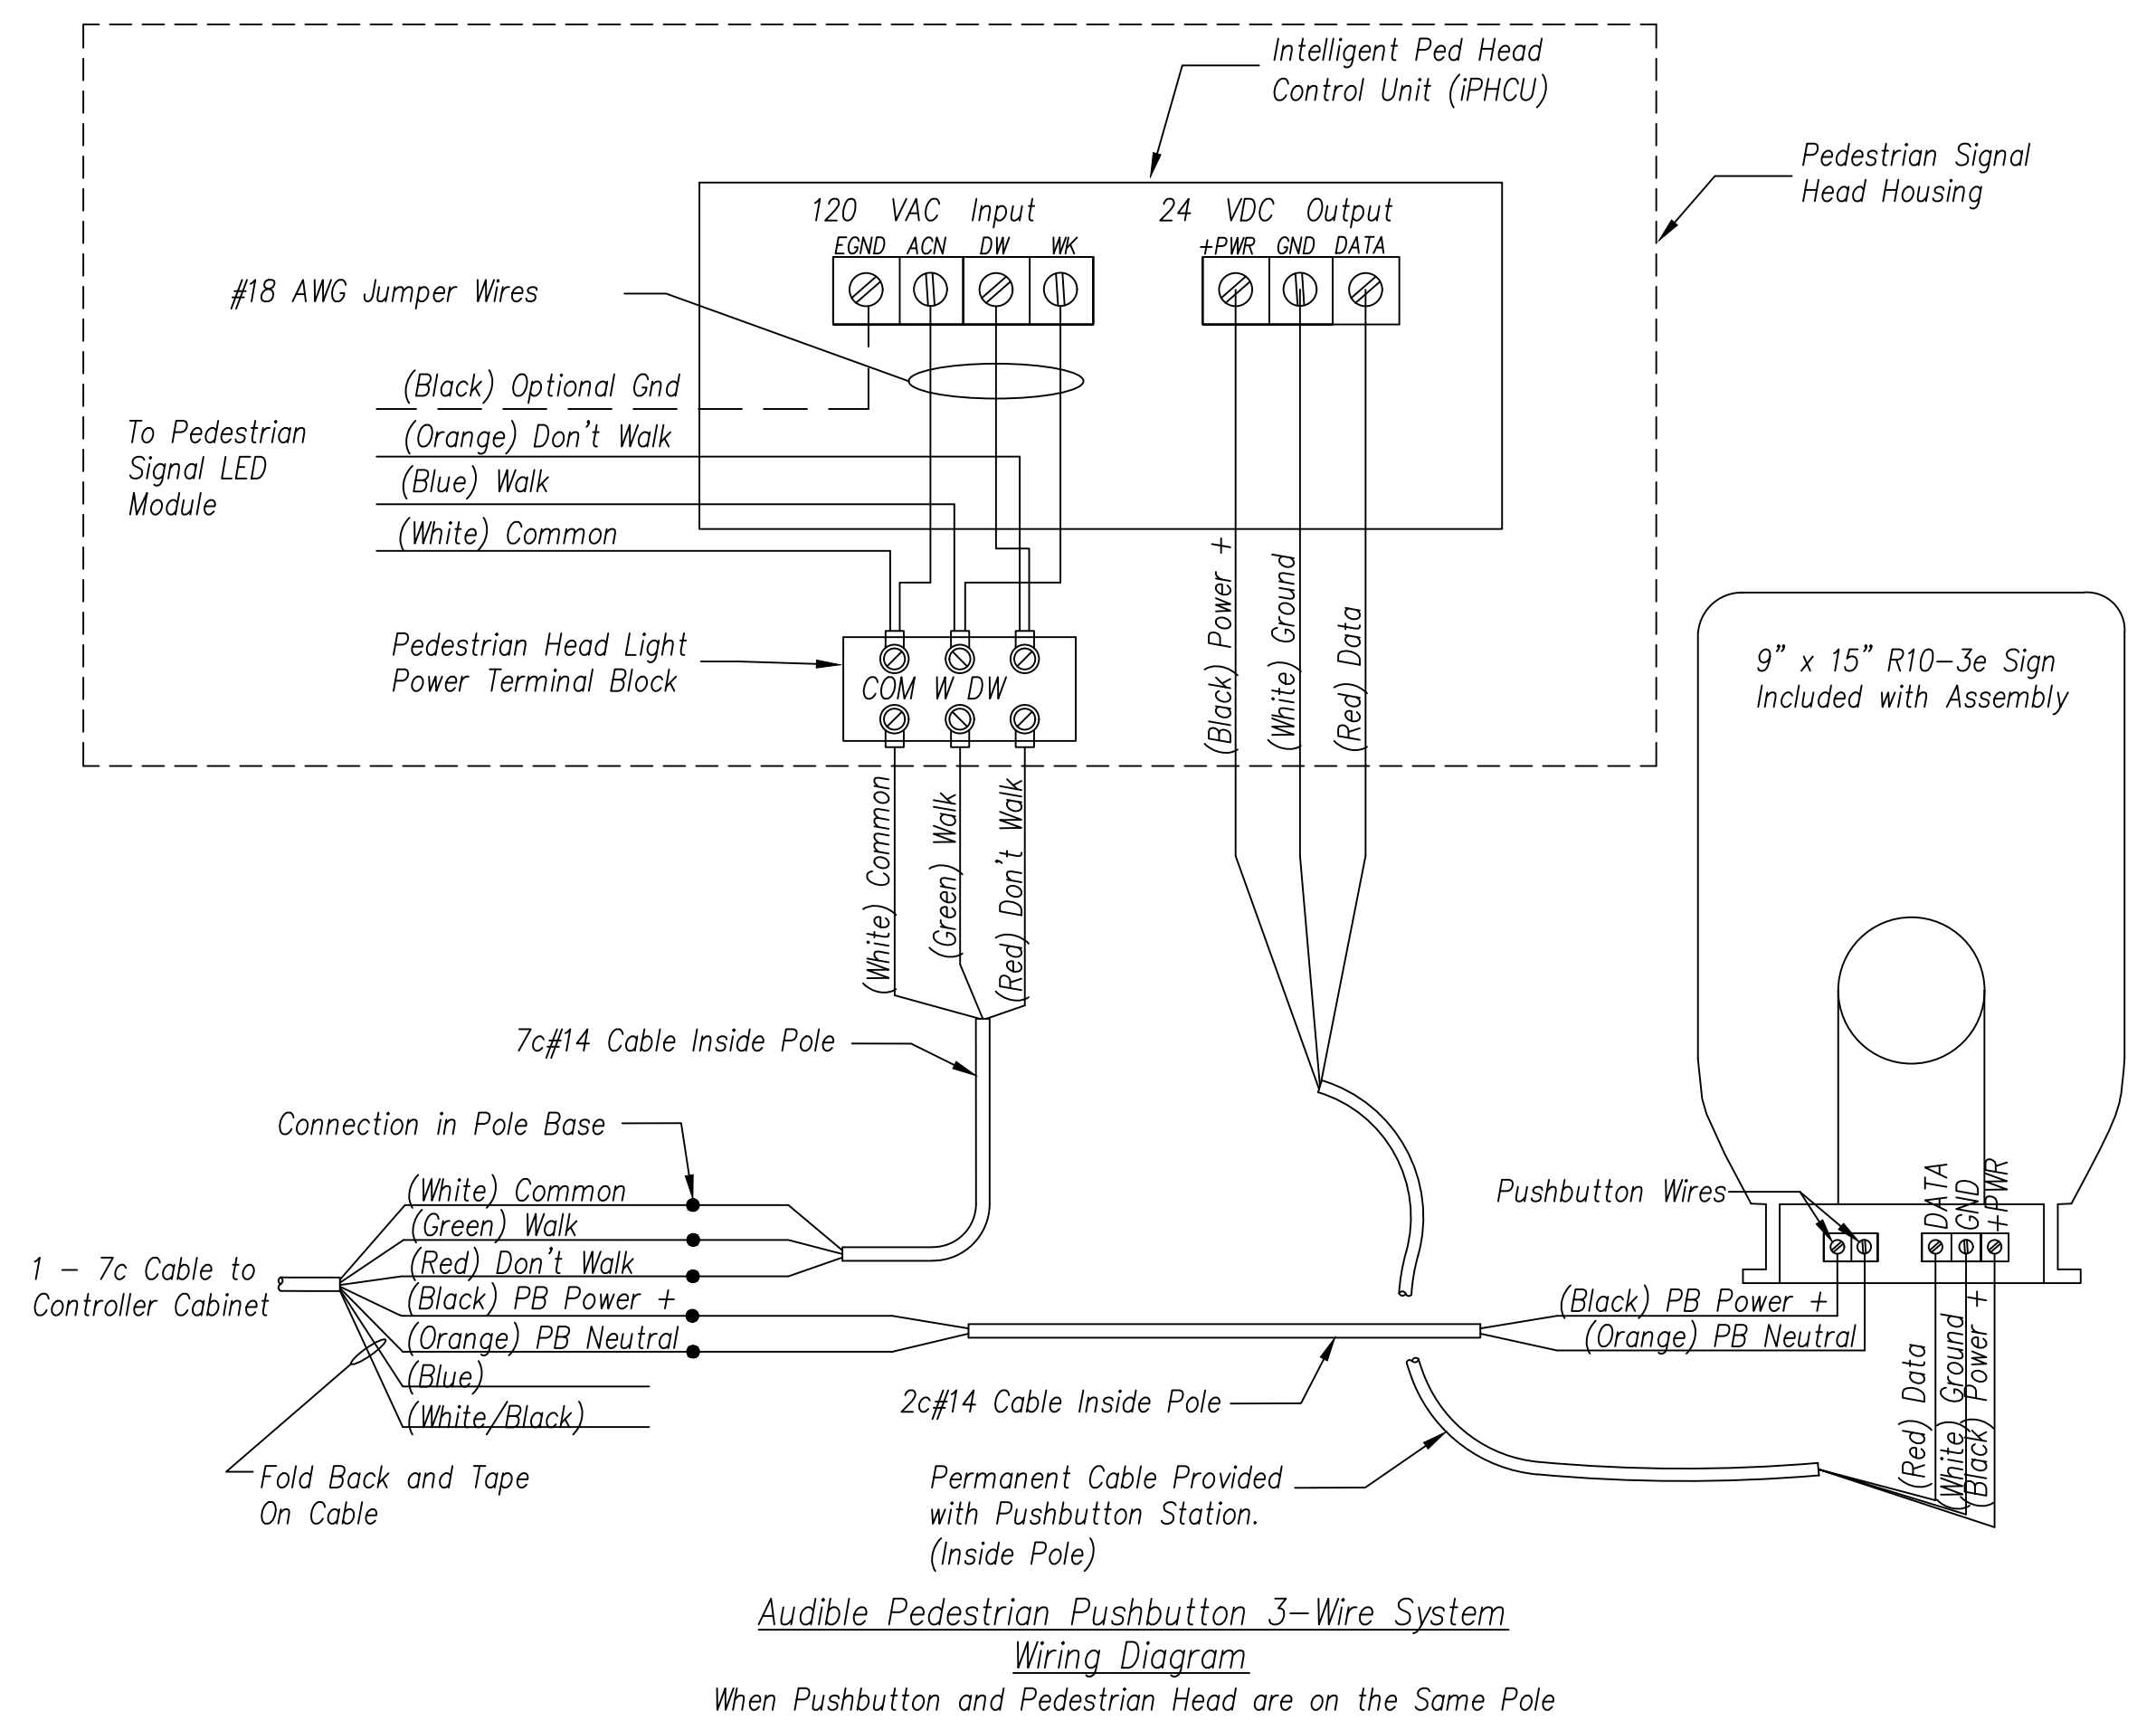 Intelligent Ped Head
Control Unit (iPHCU)
Pedestrian Signal
Head Housing
120 VAC Input
24 VDC Output
EGND ACN DW WK
+PWR GND DATA
#18 AWG Jumper Wires
(Black) Optional Gnd
(Orange) Don't Walk
(Blue) Walk
(White) Common
To Pedestrian
Signal LED
Module
Pedestrian Head Light
Power Terminal Block
COM W DW
(Black) Power +
(White) Ground
(Red) Data
9" x 15" R10-3e Sign
Included with Assembly
(White) Common
(Green) Walk
(Red) Don't Walk
7c#14 Cable Inside Pole
Connection in Pole Base
(White) Common
(Green) Walk
(Red) Don't Walk
(Black) PB Power +
(Orange) PB Neutral
(Blue)
(White/Black)
1 - 7c Cable to
Controller Cabinet
Fold Back and Tape
On Cable
Pushbutton Wires
DATA
GND
+PWR
(Black) PB Power +
(Orange) PB Neutral
(Red) Data
(White) Ground
(Black) Power +
2c#14 Cable Inside Pole
Permanent Cable Provided
with Pushbutton Station.
(Inside Pole)
Audible Pedestrian Pushbutton 3-Wire System
Wiring Diagram
When Pushbutton and Pedestrian Head are on the Same Pole